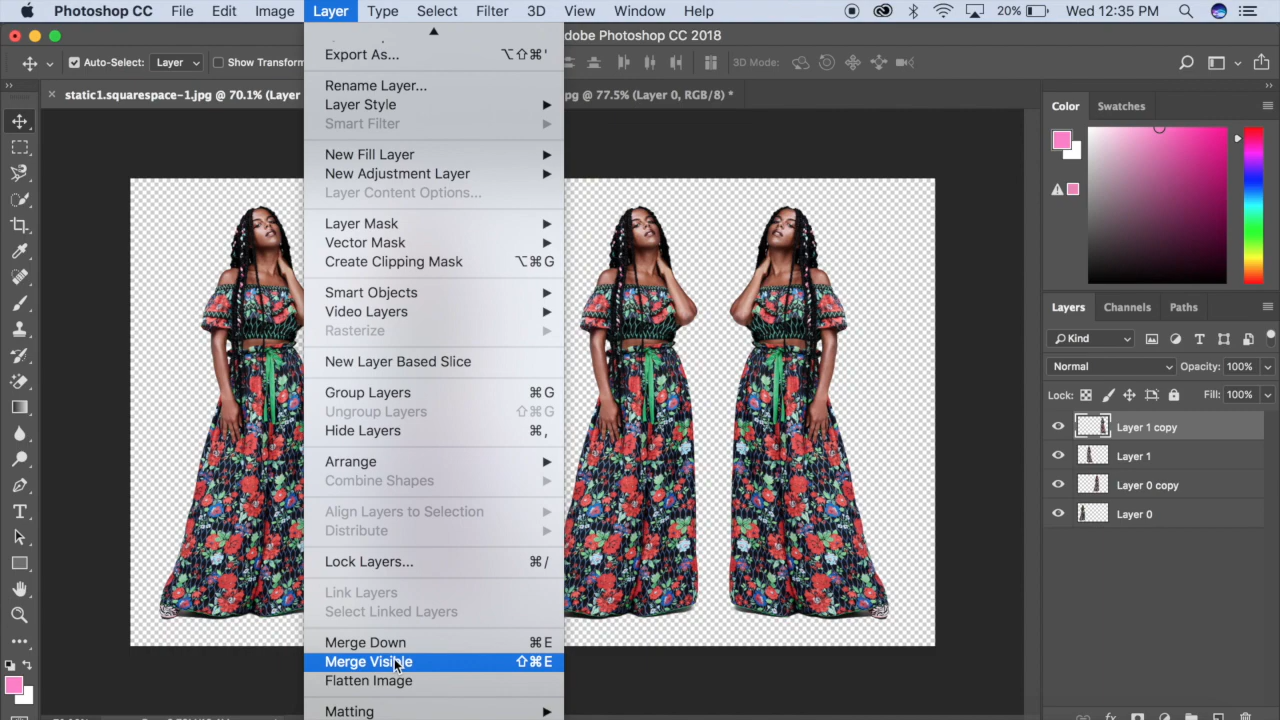 Photoshop CC File Edit Image Layer Type Select Filter 3D View Window Help 20% Wed 12:35 PM
Adobe Photoshop CC 2018
Auto-Select: Layer Show Transform
3D Mode:
static1.squarespace-1.jpg @ 70.1% (Layer
pg @ 77.5% (Layer 0, RGB/8) *
Export As... ⌥⇧⌘'
Rename Layer...
Layer Style
Smart Filter
New Fill Layer
New Adjustment Layer
Layer Content Options...
Layer Mask
Vector Mask
Create Clipping Mask ⌥⌘G
Smart Objects
Video Layers
Rasterize
New Layer Based Slice
Group Layers ⌘G
Ungroup Layers ⇧⌘G
Hide Layers ⌘,
Arrange
Combine Shapes
Align Layers to Selection
Distribute
Lock Layers... ⌘/
Link Layers
Select Linked Layers
Merge Down ⌘E
Merge Visible ⇧⌘E
Flatten Image
Matting
Color Swatches
Layers Channels Paths
Kind
Normal Opacity: 100%
Lock: Fill: 100%
Layer 1 copy
Layer 1
Layer 0 copy
Layer 0